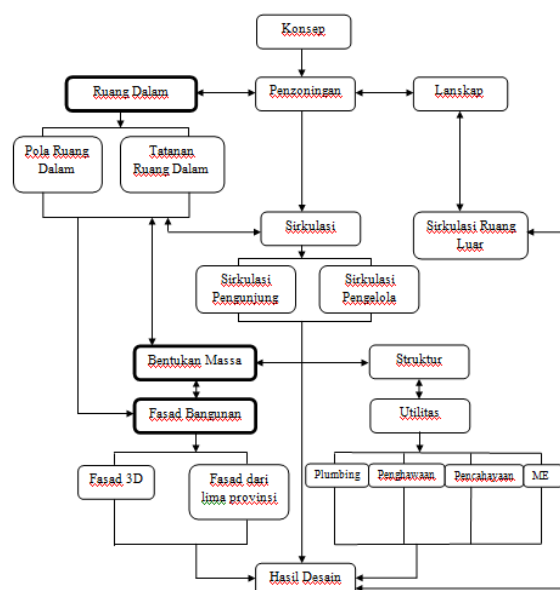 Konsep
Ruang Dalam
Penzoningan
Lanskap
Pola Ruang
Dalam
Tatanan
Ruang Dalam
Sirkulasi
Sirkulasi Ruang
Luar
Sirkulasi
Pengunjung
Sirkulasi
Pengelola
Bentukan Massa
Struktur
Fasad Bangunan
Utilitas
Fasad 3D
Fasad dari
lima provinsi
Plumbing
Penghawaan
Pencahayaan
ME
Hasil Desain